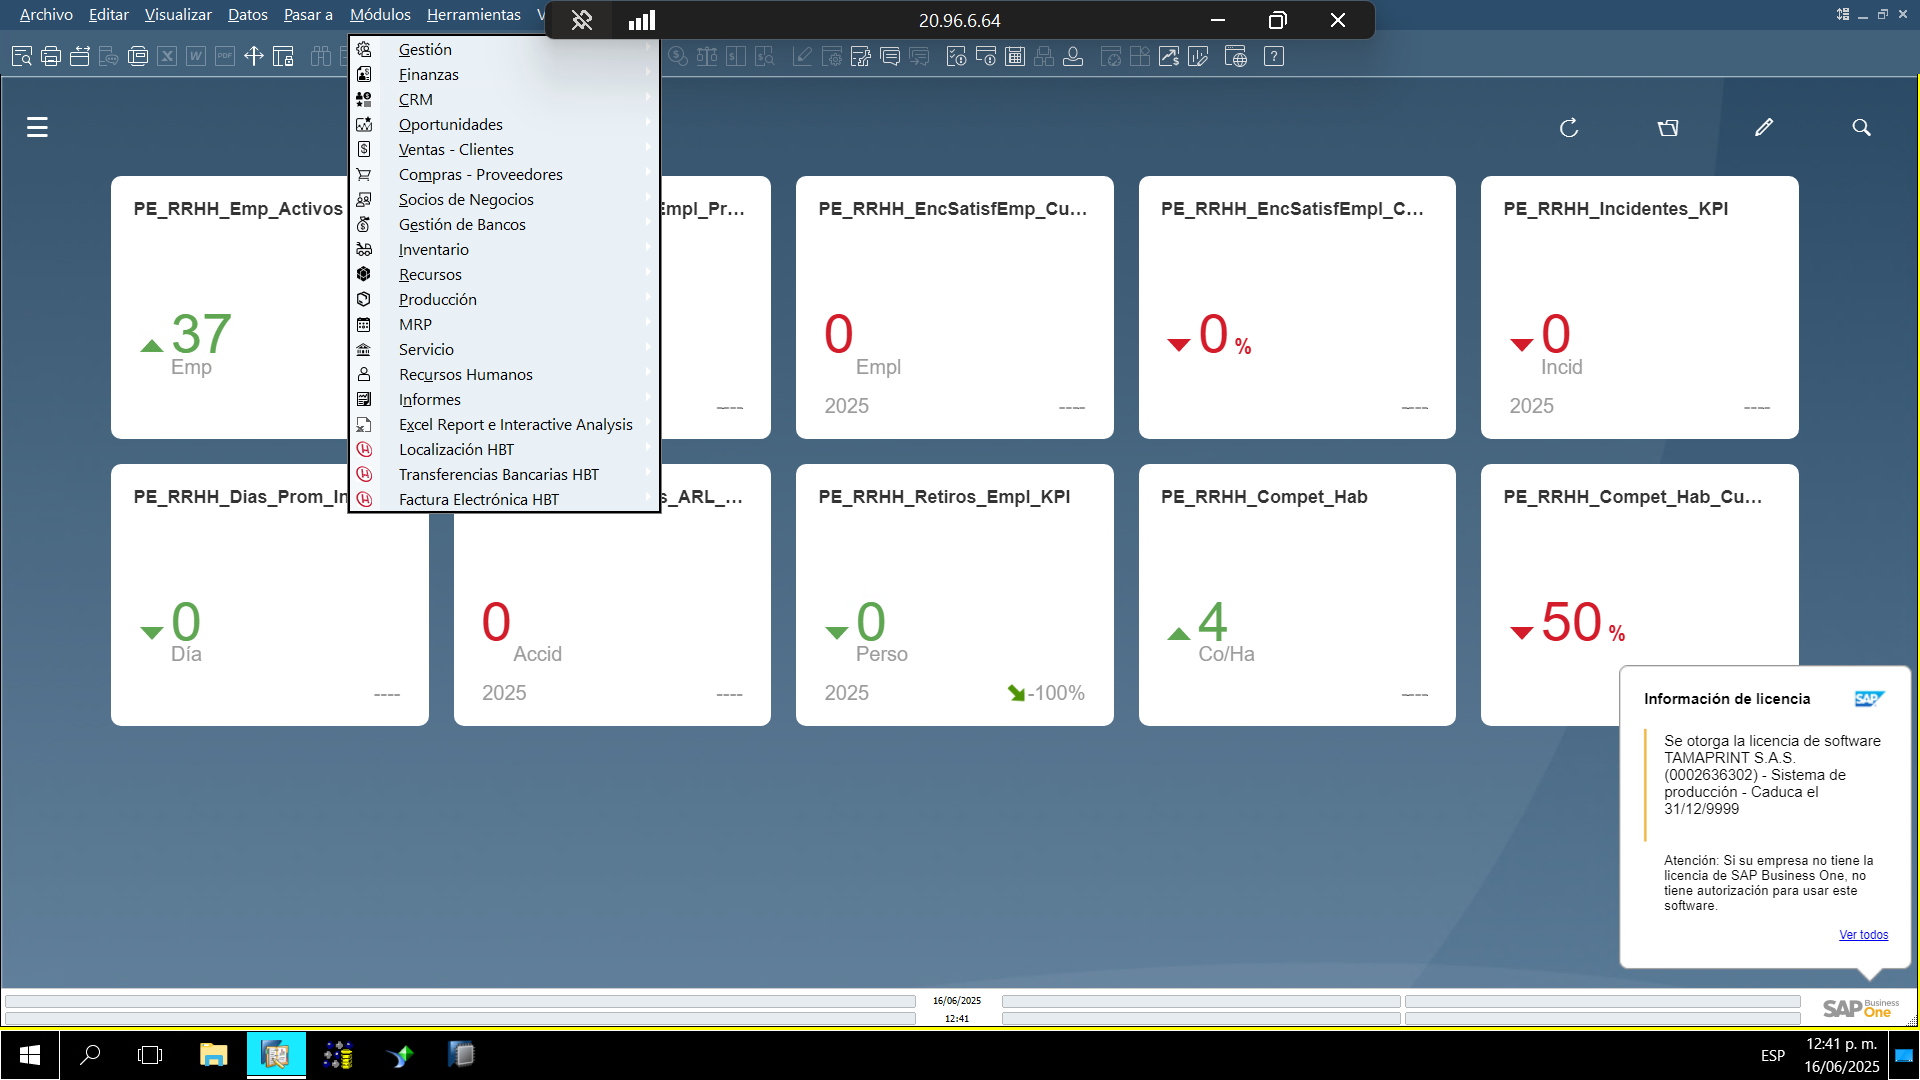 Archivo Editar Visualizar Datos Pasar a Módulos Herramientas V
20.96.6.64
Gestión
Finanzas
CRM
Oportunidades
Ventas - Clientes
Compras - Proveedores
Socios de Negocios
Gestión de Bancos
Inventario
Recursos
Producción
MRP
Servicio
Recursos Humanos
Informes
Excel Report e Interactive Analysis
Localización HBT
Transferencias Bancarias HBT
Factura Electrónica HBT
PE_RRHH_Emp_Activos
37
Emp
Empl_Pr...
----
PE_RRHH_EncSatisfEmp_Cu...
0
Empl
2025 ----
PE_RRHH_EncSatisfEmpl_C...
0 %
----
PE_RRHH_Incidentes_KPI
0
Incid
2025 ----
PE_RRHH_Dias_Prom_In
0
Día
----
s_ARL_...
0
Accid
2025 ----
PE_RRHH_Retiros_Empl_KPI
0
Perso
2025 -100%
PE_RRHH_Compet_Hab
4
Co/Ha
----
PE_RRHH_Compet_Hab_Cu...
50 %
Información de licencia SAP
Se otorga la licencia de software
TAMAPRINT S.A.S.
(0002636302) - Sistema de
producción - Caduca el
31/12/9999
Atención: Si su empresa no tiene la
licencia de SAP Business One, no
tiene autorización para usar este
software.
Ver todos
16/06/2025
12:41
SAP Business One
ESP
12:41 p. m.
16/06/2025